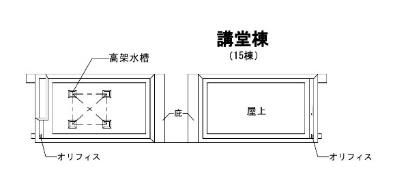 講堂棟
(15棟)
高架水槽
庇
屋上
オリフィス
オリフィス